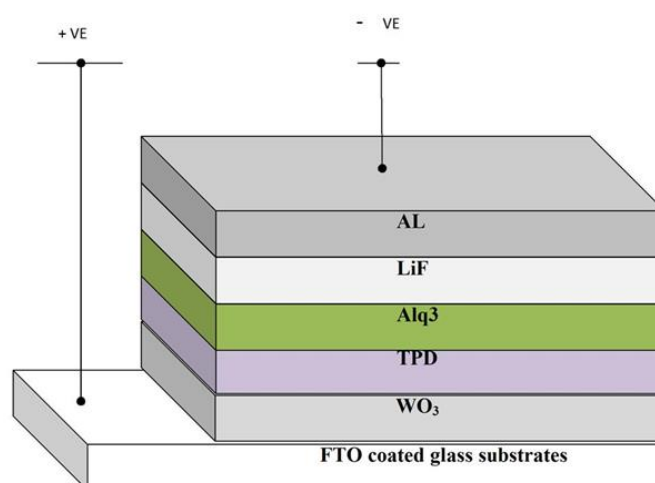 + VE
- VE
AL
LiF
Alq3
TPD
WO₃
FTO coated glass substrates